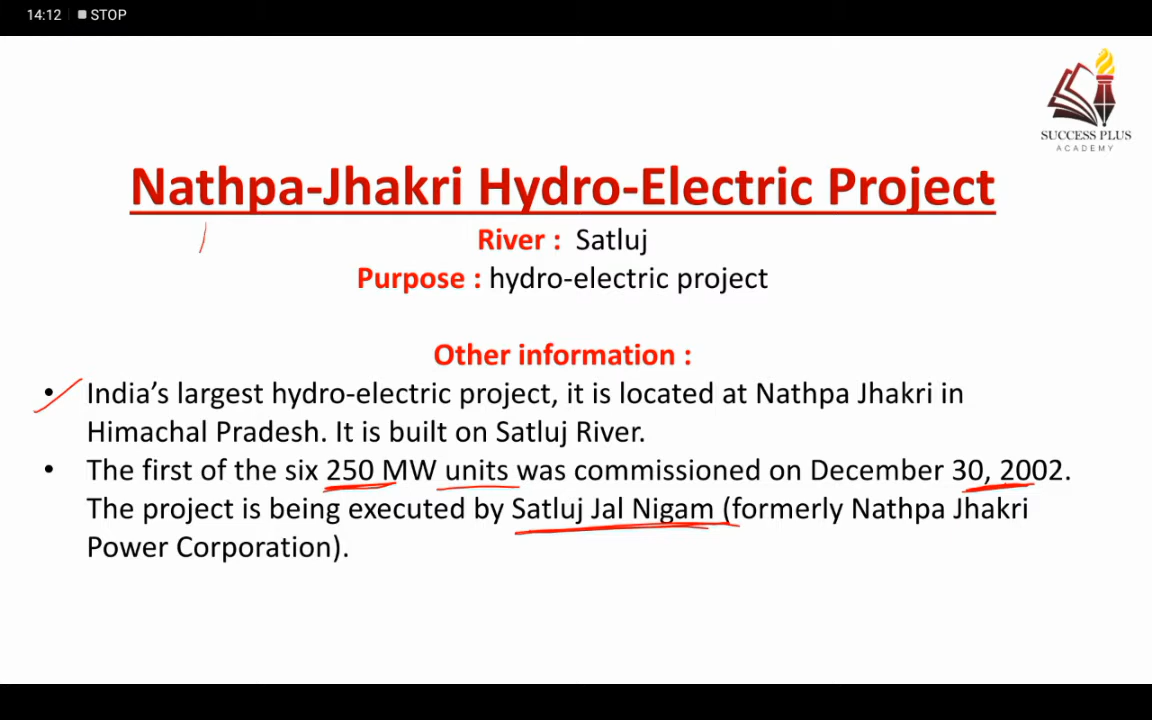 14:12 STOP
SUCCESS PLUS
ACADEMY
Nathpa-Jhakri Hydro-Electric Project
River : Satluj
Purpose : hydro-electric project
Other information :
• India’s largest hydro-electric project, it is located at Nathpa Jhakri in
Himachal Pradesh. It is built on Satluj River.
• The first of the six 250 MW units was commissioned on December 30, 2002.
The project is being executed by Satluj Jal Nigam (formerly Nathpa Jhakri
Power Corporation).